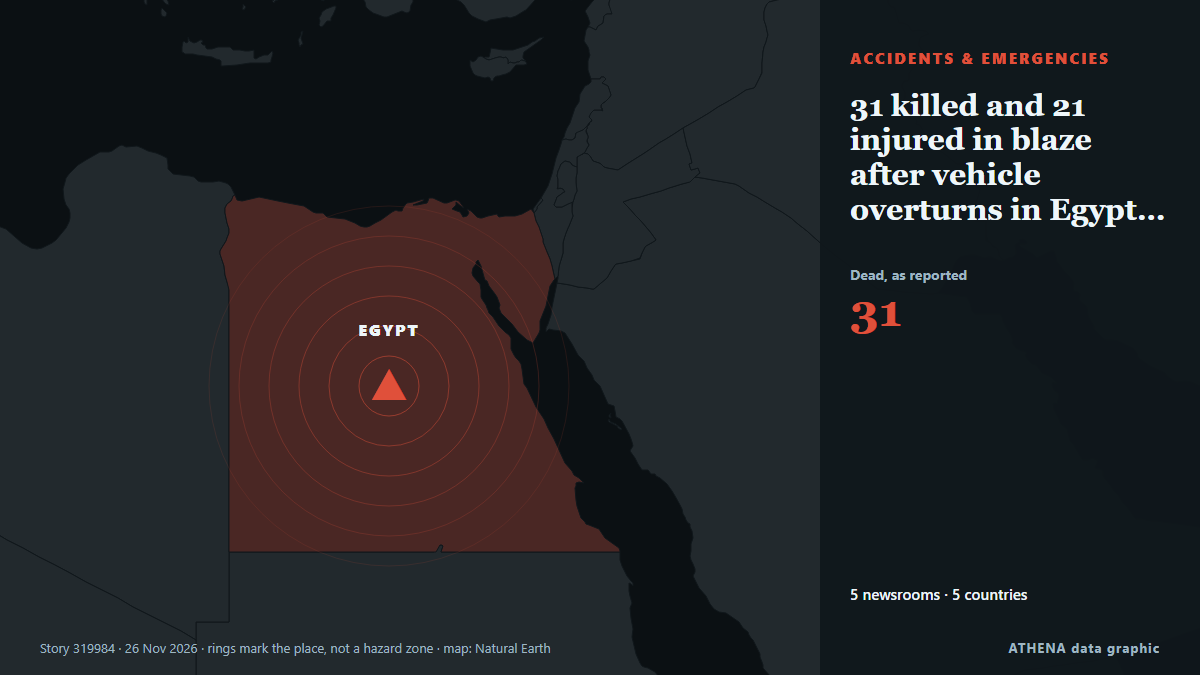 ACCIDENTS & EMERGENCIES
31 killed and 21
injured in blaze
after vehicle
overturns in Egypt...
Dead, as reported
31
EGYPT
5 newsrooms · 5 countries
Story 319984 · 26 Nov 2026 · rings mark the place, not a hazard zone · map: Natural Earth
ATHENA data graphic